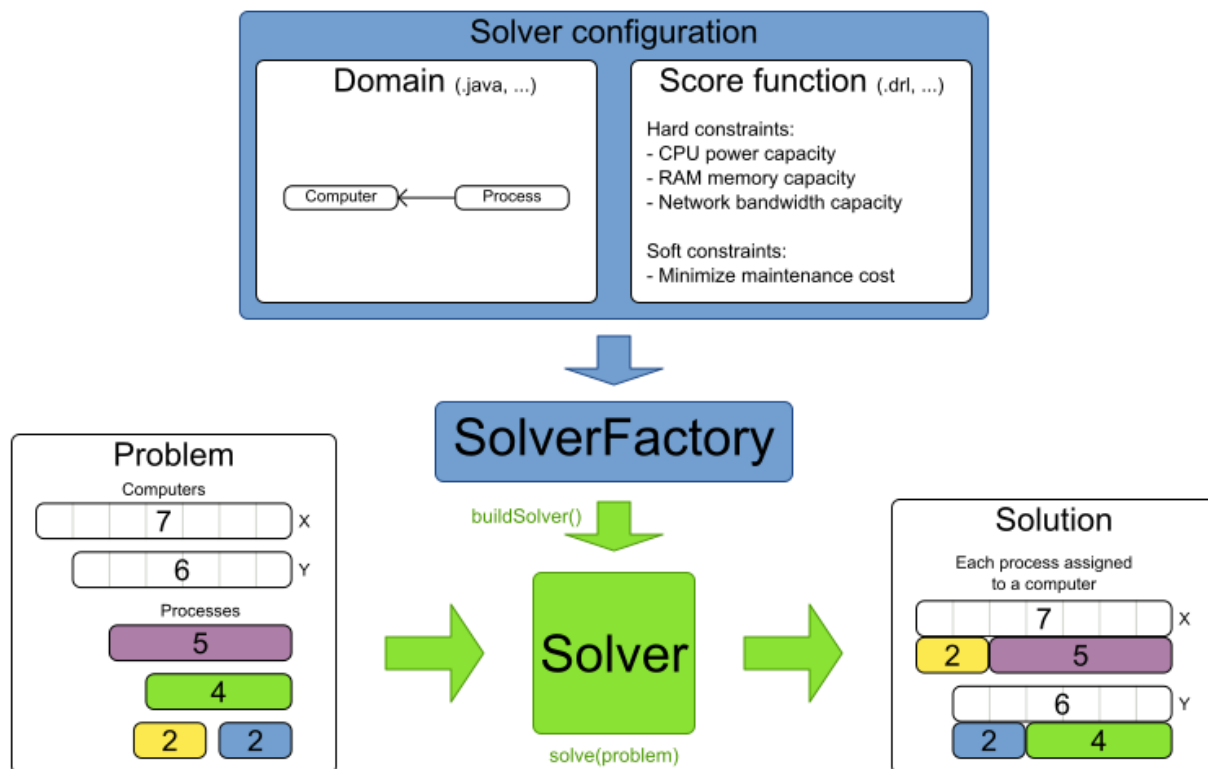 Solver configuration
Domain (.java, ...)
Computer
Process
Score function (.drl, ...)
Hard constraints:
- CPU power capacity
- RAM memory capacity
- Network bandwidth capacity
Soft constraints:
- Minimize maintenance cost
SolverFactory
buildSolver()
Problem
Computers
7 X
6 Y
Processes
5
4
2 2
Solver
solve(problem)
Solution
Each process assigned
to a computer
7 X
2 5
6 Y
2 4